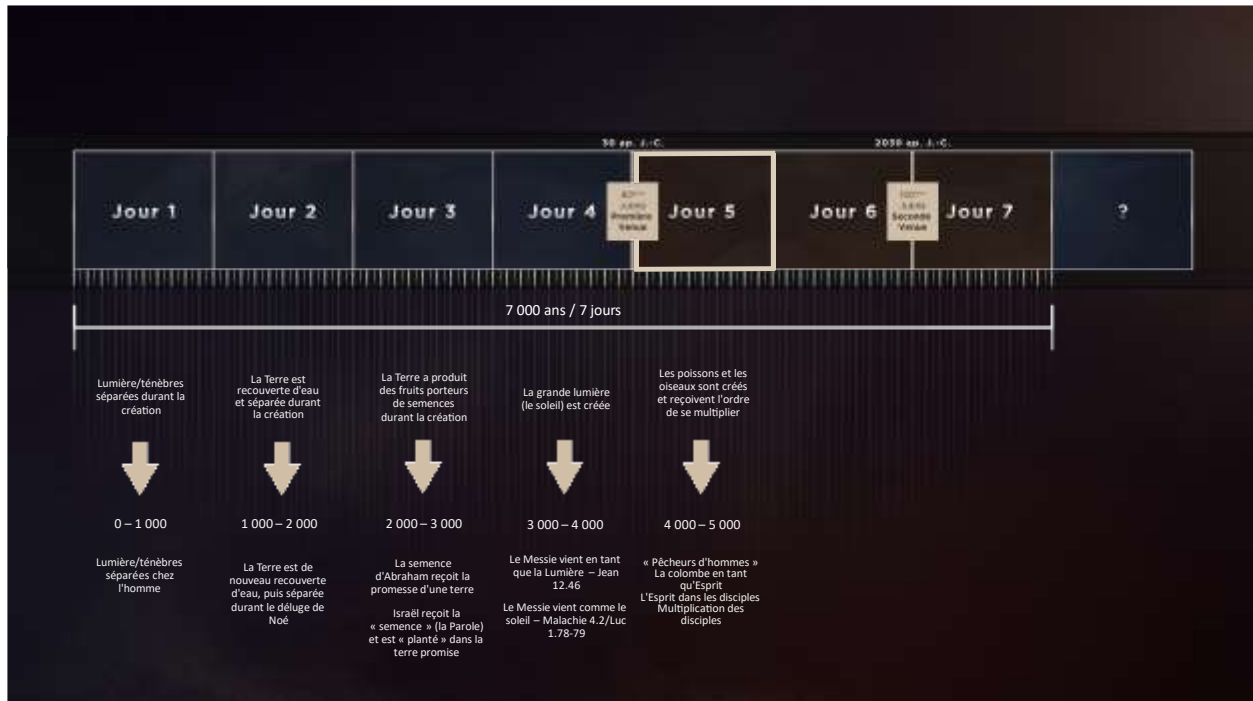 30 ap. J.-C.
2030 ap. J.-C.
Jour 1
Jour 2
Jour 3
Jour 4
Première
Venue
Jour 5
Jour 6
Seconde
Venue
Jour 7
?
7 000 ans / 7 jours
Lumière/ténèbres
séparées durant la
création
0 – 1 000
Lumière/ténèbres
séparées chez
l'homme
La Terre est
recouverte d'eau
et séparée durant
la création
1 000 – 2 000
La Terre est de
nouveau recouverte
d'eau, puis séparée
durant le déluge de
Noé
La Terre a produit
des fruits porteurs
de semences
durant la création
2 000 – 3 000
La semence
d'Abraham reçoit la
promesse d'une terre
Israël reçoit la
« semence » (la Parole)
et est « planté » dans la
terre promise
La grande lumière
(le soleil) est créée
3 000 – 4 000
Le Messie vient en tant
que la Lumière – Jean
12.46
Le Messie vient comme le
soleil – Malachie 4.2/Luc
1.78-79
Les poissons et les
oiseaux sont créés
et reçoivent l'ordre
de se multiplier
4 000 – 5 000
« Pêcheurs d'hommes »
La colombe en tant
qu'Esprit
L'Esprit dans les disciples
Multiplication des
disciples